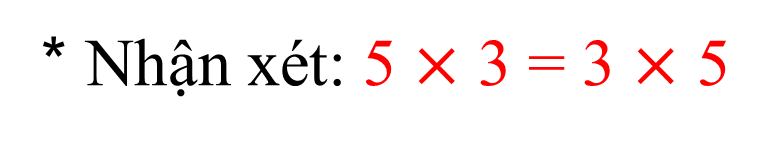 * Nhận xét: 5 × 3 = 3 × 5